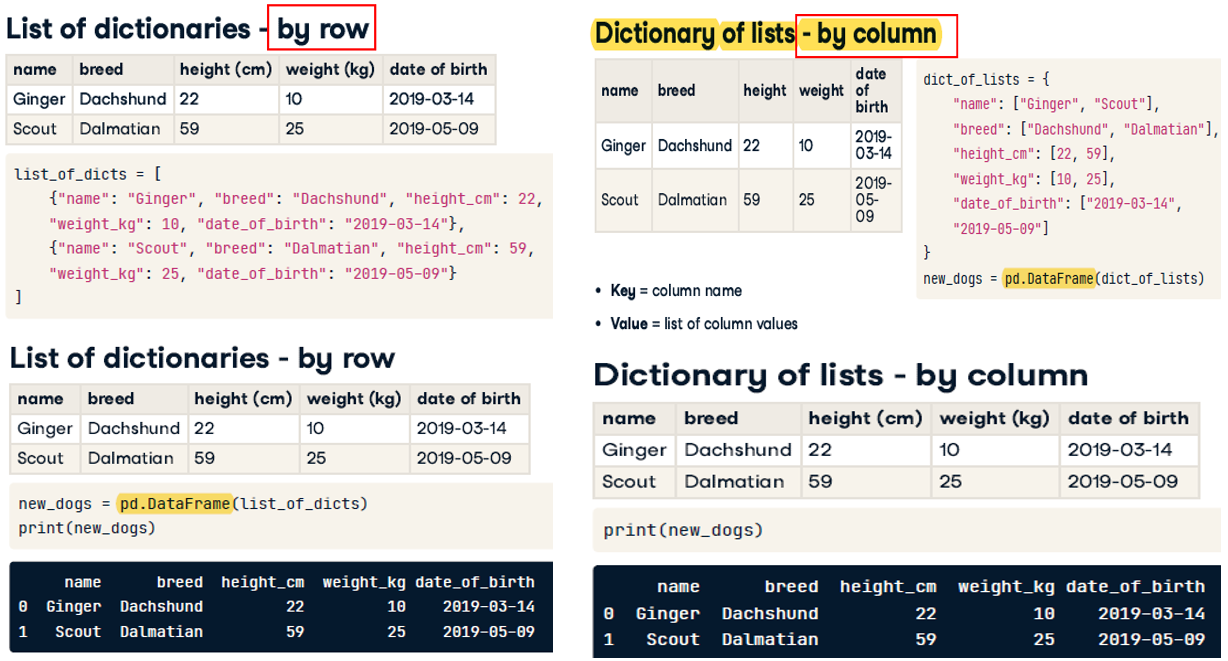 List of dictionaries - by row
name breed height (cm) weight (kg) date of birth
Ginger Dachshund 22 10 2019-03-14
Scout Dalmatian 59 25 2019-05-09
list_of_dicts = [
{"name": "Ginger", "breed": "Dachshund", "height_cm": 22,
"weight_kg": 10, "date_of_birth": "2019-03-14"},
{"name": "Scout", "breed": "Dalmatian", "height_cm": 59,
"weight_kg": 25, "date_of_birth": "2019-05-09"}
]
List of dictionaries - by row
name breed height (cm) weight (kg) date of birth
Ginger Dachshund 22 10 2019-03-14
Scout Dalmatian 59 25 2019-05-09
new_dogs = pd.DataFrame(list_of_dicts)
print(new_dogs)
name breed height_cm weight_kg date_of_birth
0 Ginger Dachshund 22 10 2019-03-14
1 Scout Dalmatian 59 25 2019-05-09
Dictionary of lists - by column
name breed height weight date
of
birth
Ginger Dachshund 22 10 2019-
03-14
Scout Dalmatian 59 25 2019-
05-
09
dict_of_lists = {
"name": ["Ginger", "Scout"],
"breed": ["Dachshund", "Dalmatian"],
"height_cm": [22, 59],
"weight_kg": [10, 25],
"date_of_birth": ["2019-03-14",
"2019-05-09"]
}
new_dogs = pd.DataFrame(dict_of_lists)
• Key = column name
• Value = list of column values
Dictionary of lists - by column
name breed height (cm) weight (kg) date of birth
Ginger Dachshund 22 10 2019-03-14
Scout Dalmatian 59 25 2019-05-09
print(new_dogs)
name breed height_cm weight_kg date_of_birth
0 Ginger Dachshund 22 10 2019-03-14
1 Scout Dalmatian 59 25 2019-05-09